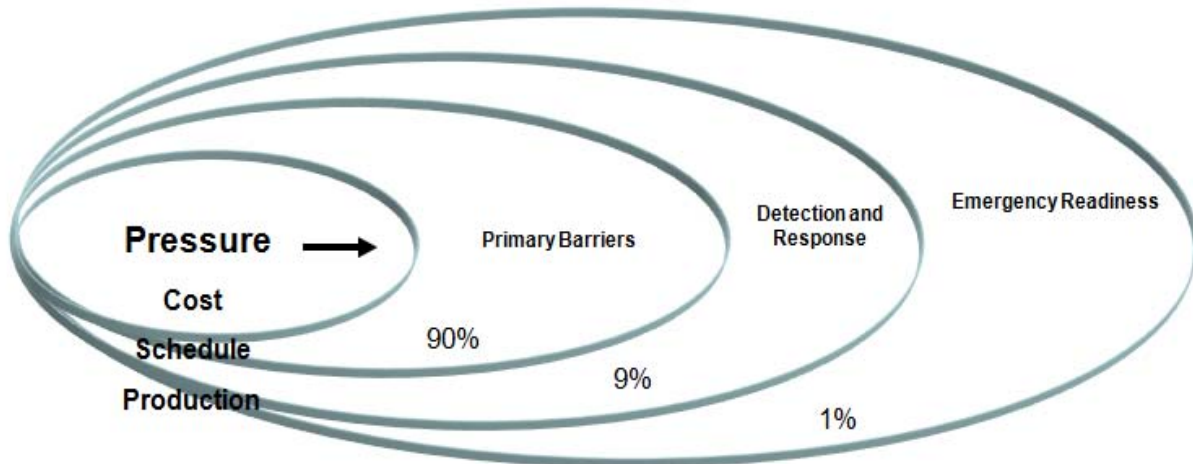 Pressure
Cost
Schedule
Production
Primary Barriers
90%
Detection and
Response
9%
Emergency Readiness
1%